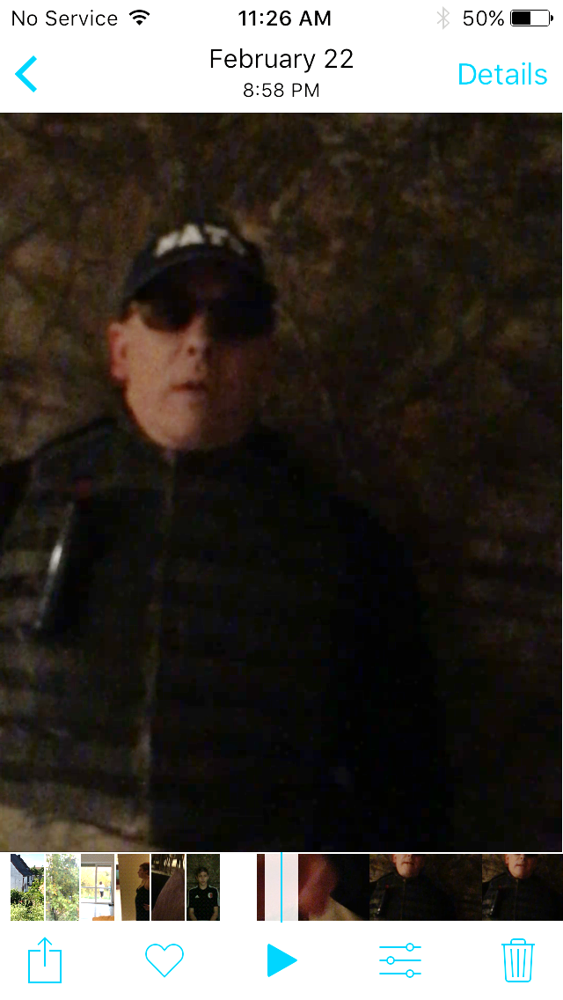 No Service 11:26 AM 50%
February 22
8:58 PM
Details